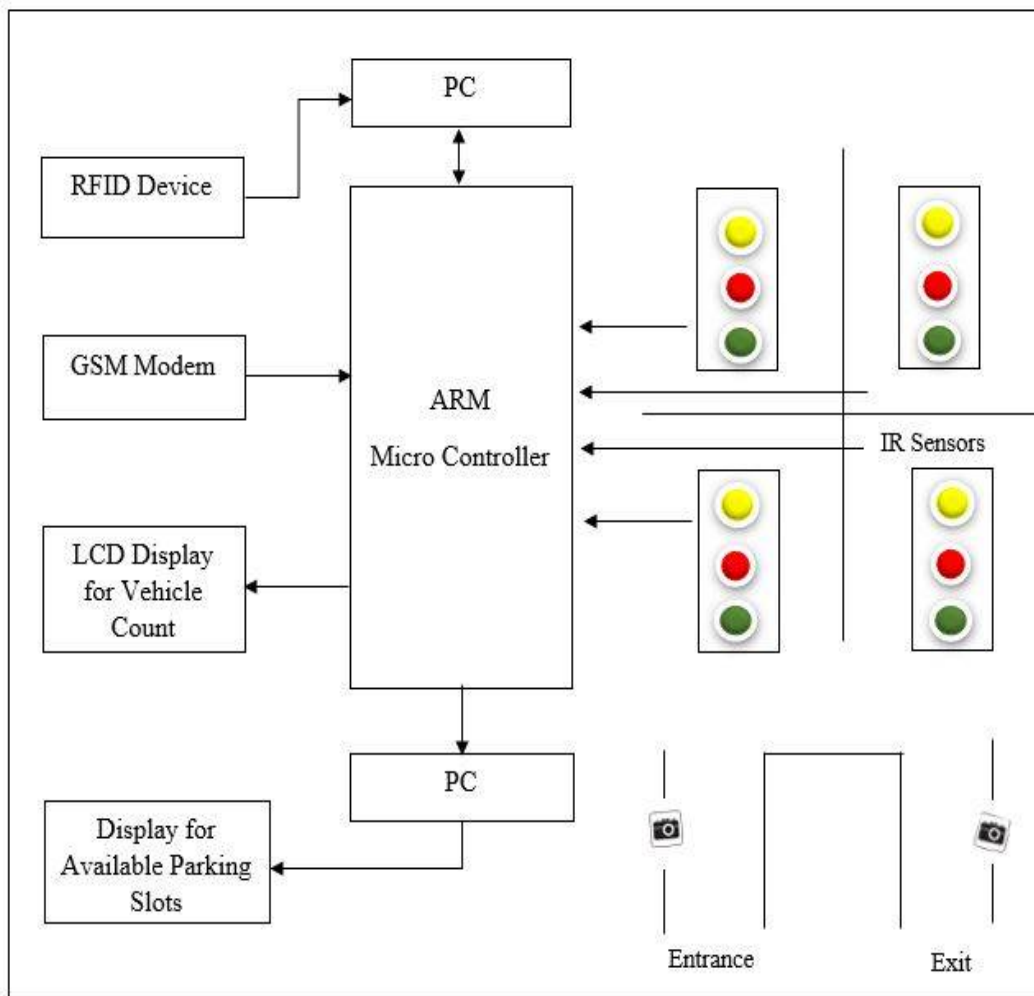 PC
RFID Device
GSM Modem
ARM
Micro Controller
IR Sensors
LCD Display
for Vehicle
Count
PC
Display for
Available Parking
Slots
Entrance
Exit